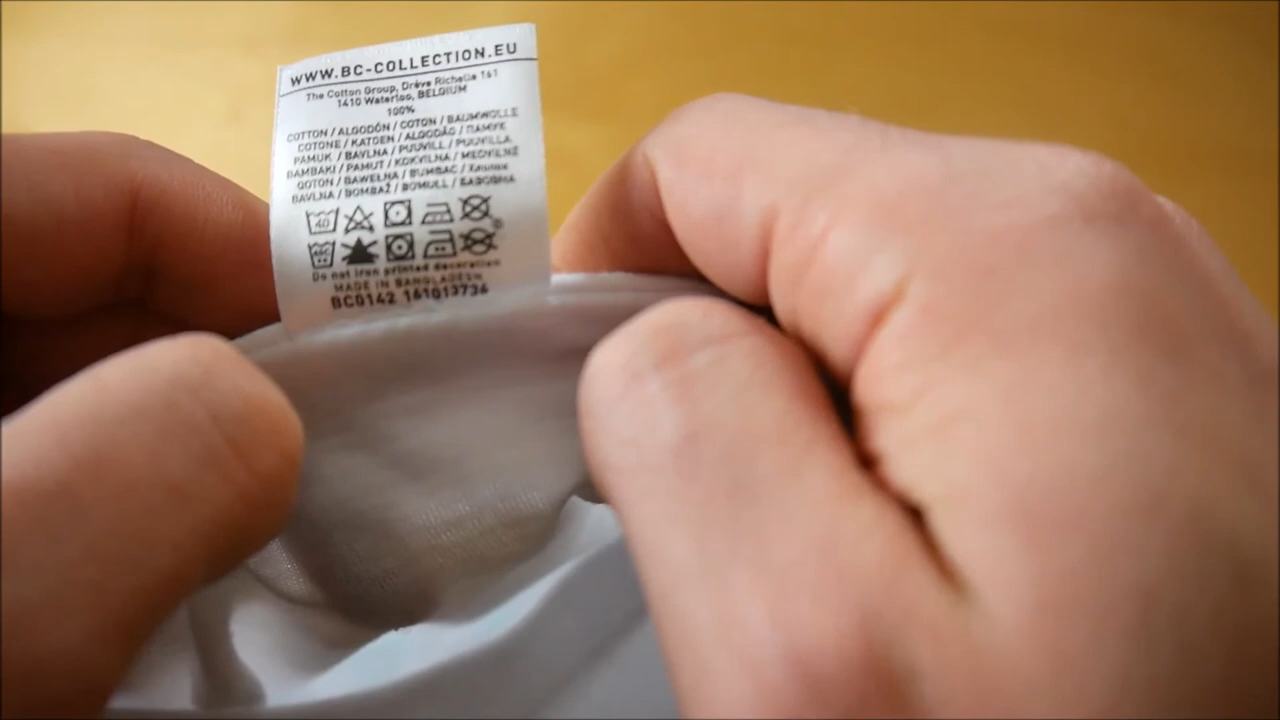 WWW.BC-COLLECTION.EU
The Cotton Group, Drève Richelle 161
1410 Waterloo, BELGIUM
100%
COTTON / ALGODÓN / COTON / BAUMWOLLE
COTONE / KATOEN / ALGODÃO / ПАМУК
PAMUK / BAVLNA / PUUVILL / PUUVILLA
BAMBAKI / PAMUT / KOKVILNA / MEDVILNĖ
QOTON / BAWEŁNA / BUMBAC / Хлопок
BAVLNA / BOMBAŽ / BOMULL / БАВОВНА
40
Do not iron printed decoration
MADE IN BANGLADESH
BC0142 161013736